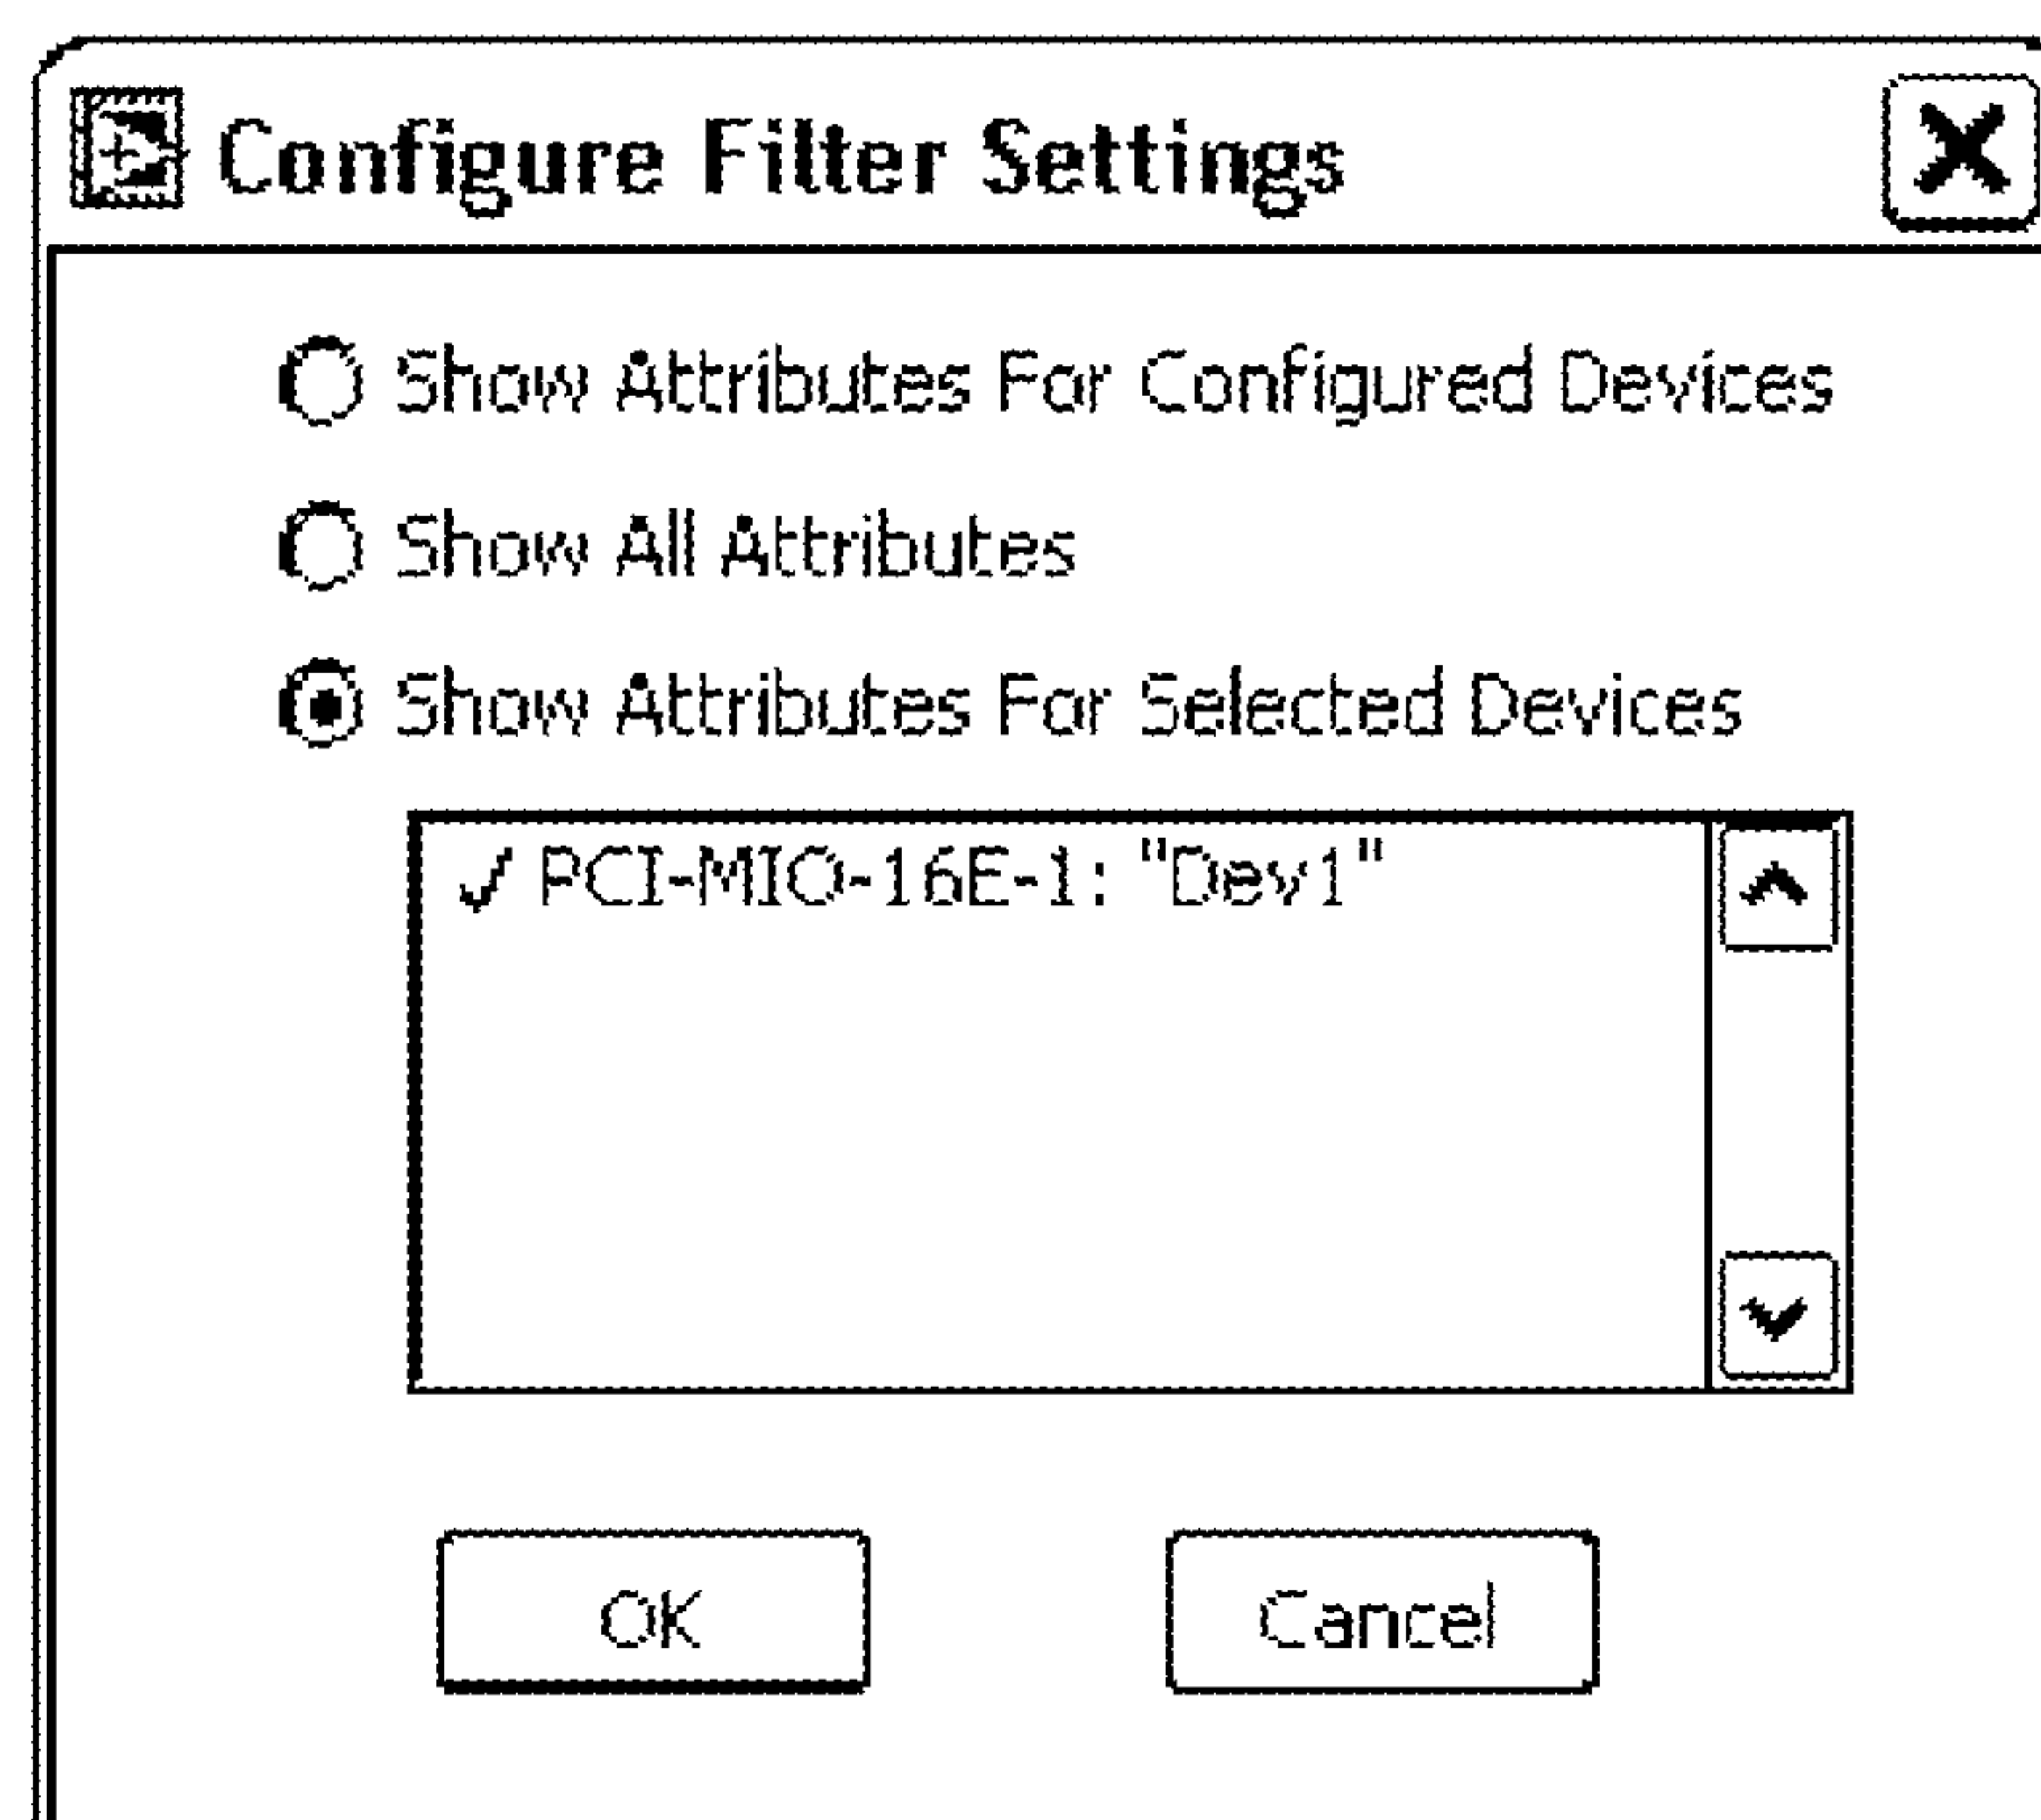 Configure Filter Settings
Show Attributes For Configured Devices
Show All Attributes
Show Attributes For Selected Devices
✓ PCI-MIO-16E-1: "Dev1"
OK
Cancel